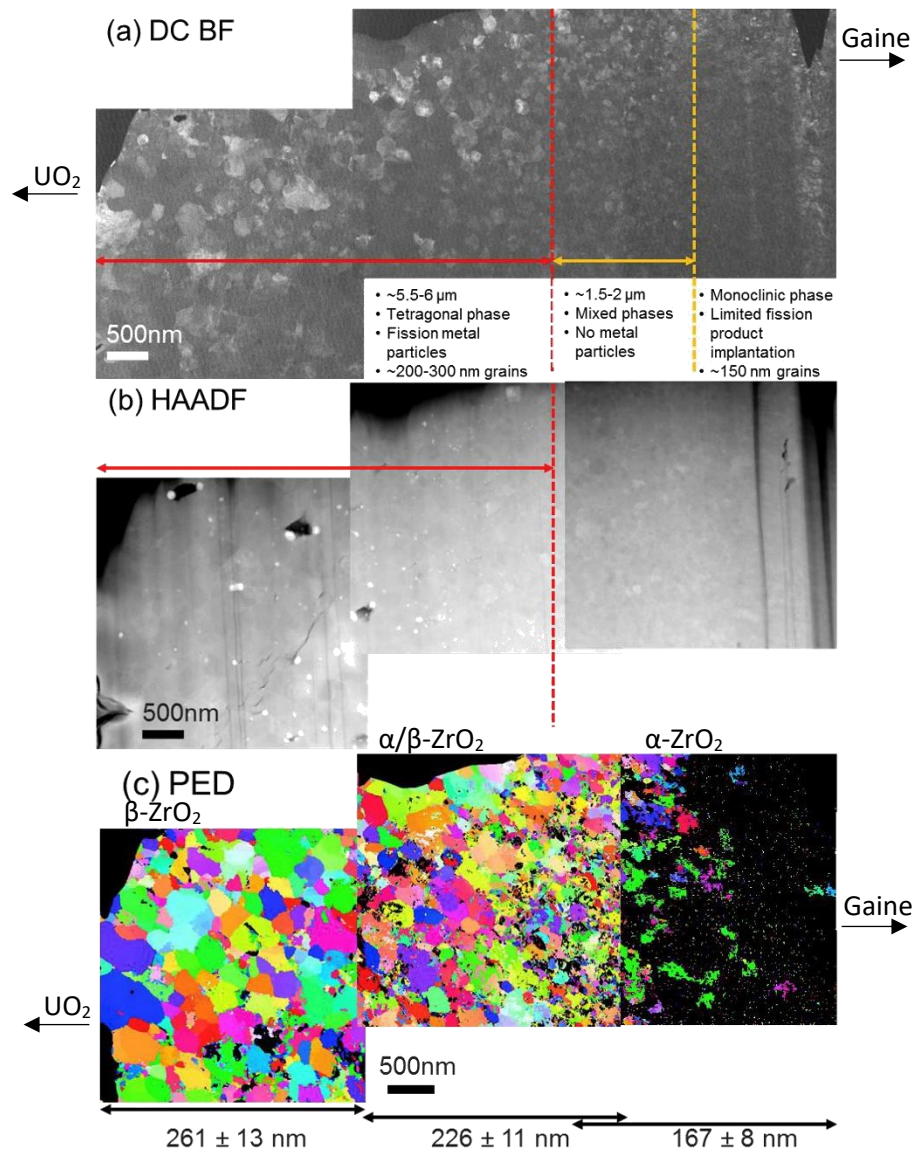 (a) DC BF
Gaine
UO₂
• ~5.5-6 µm
• Tetragonal phase
• Fission metal
particles
• ~200-300 nm grains
• ~1.5-2 µm
• Mixed phases
• No metal
particles
• Monoclinic phase
• Limited fission
product
implantation
• ~150 nm grains
500nm
(b) HAADF
500nm
α/β-ZrO₂
α-ZrO₂
(c) PED
β-ZrO₂
Gaine
UO₂
500nm
261 ± 13 nm
226 ± 11 nm
167 ± 8 nm